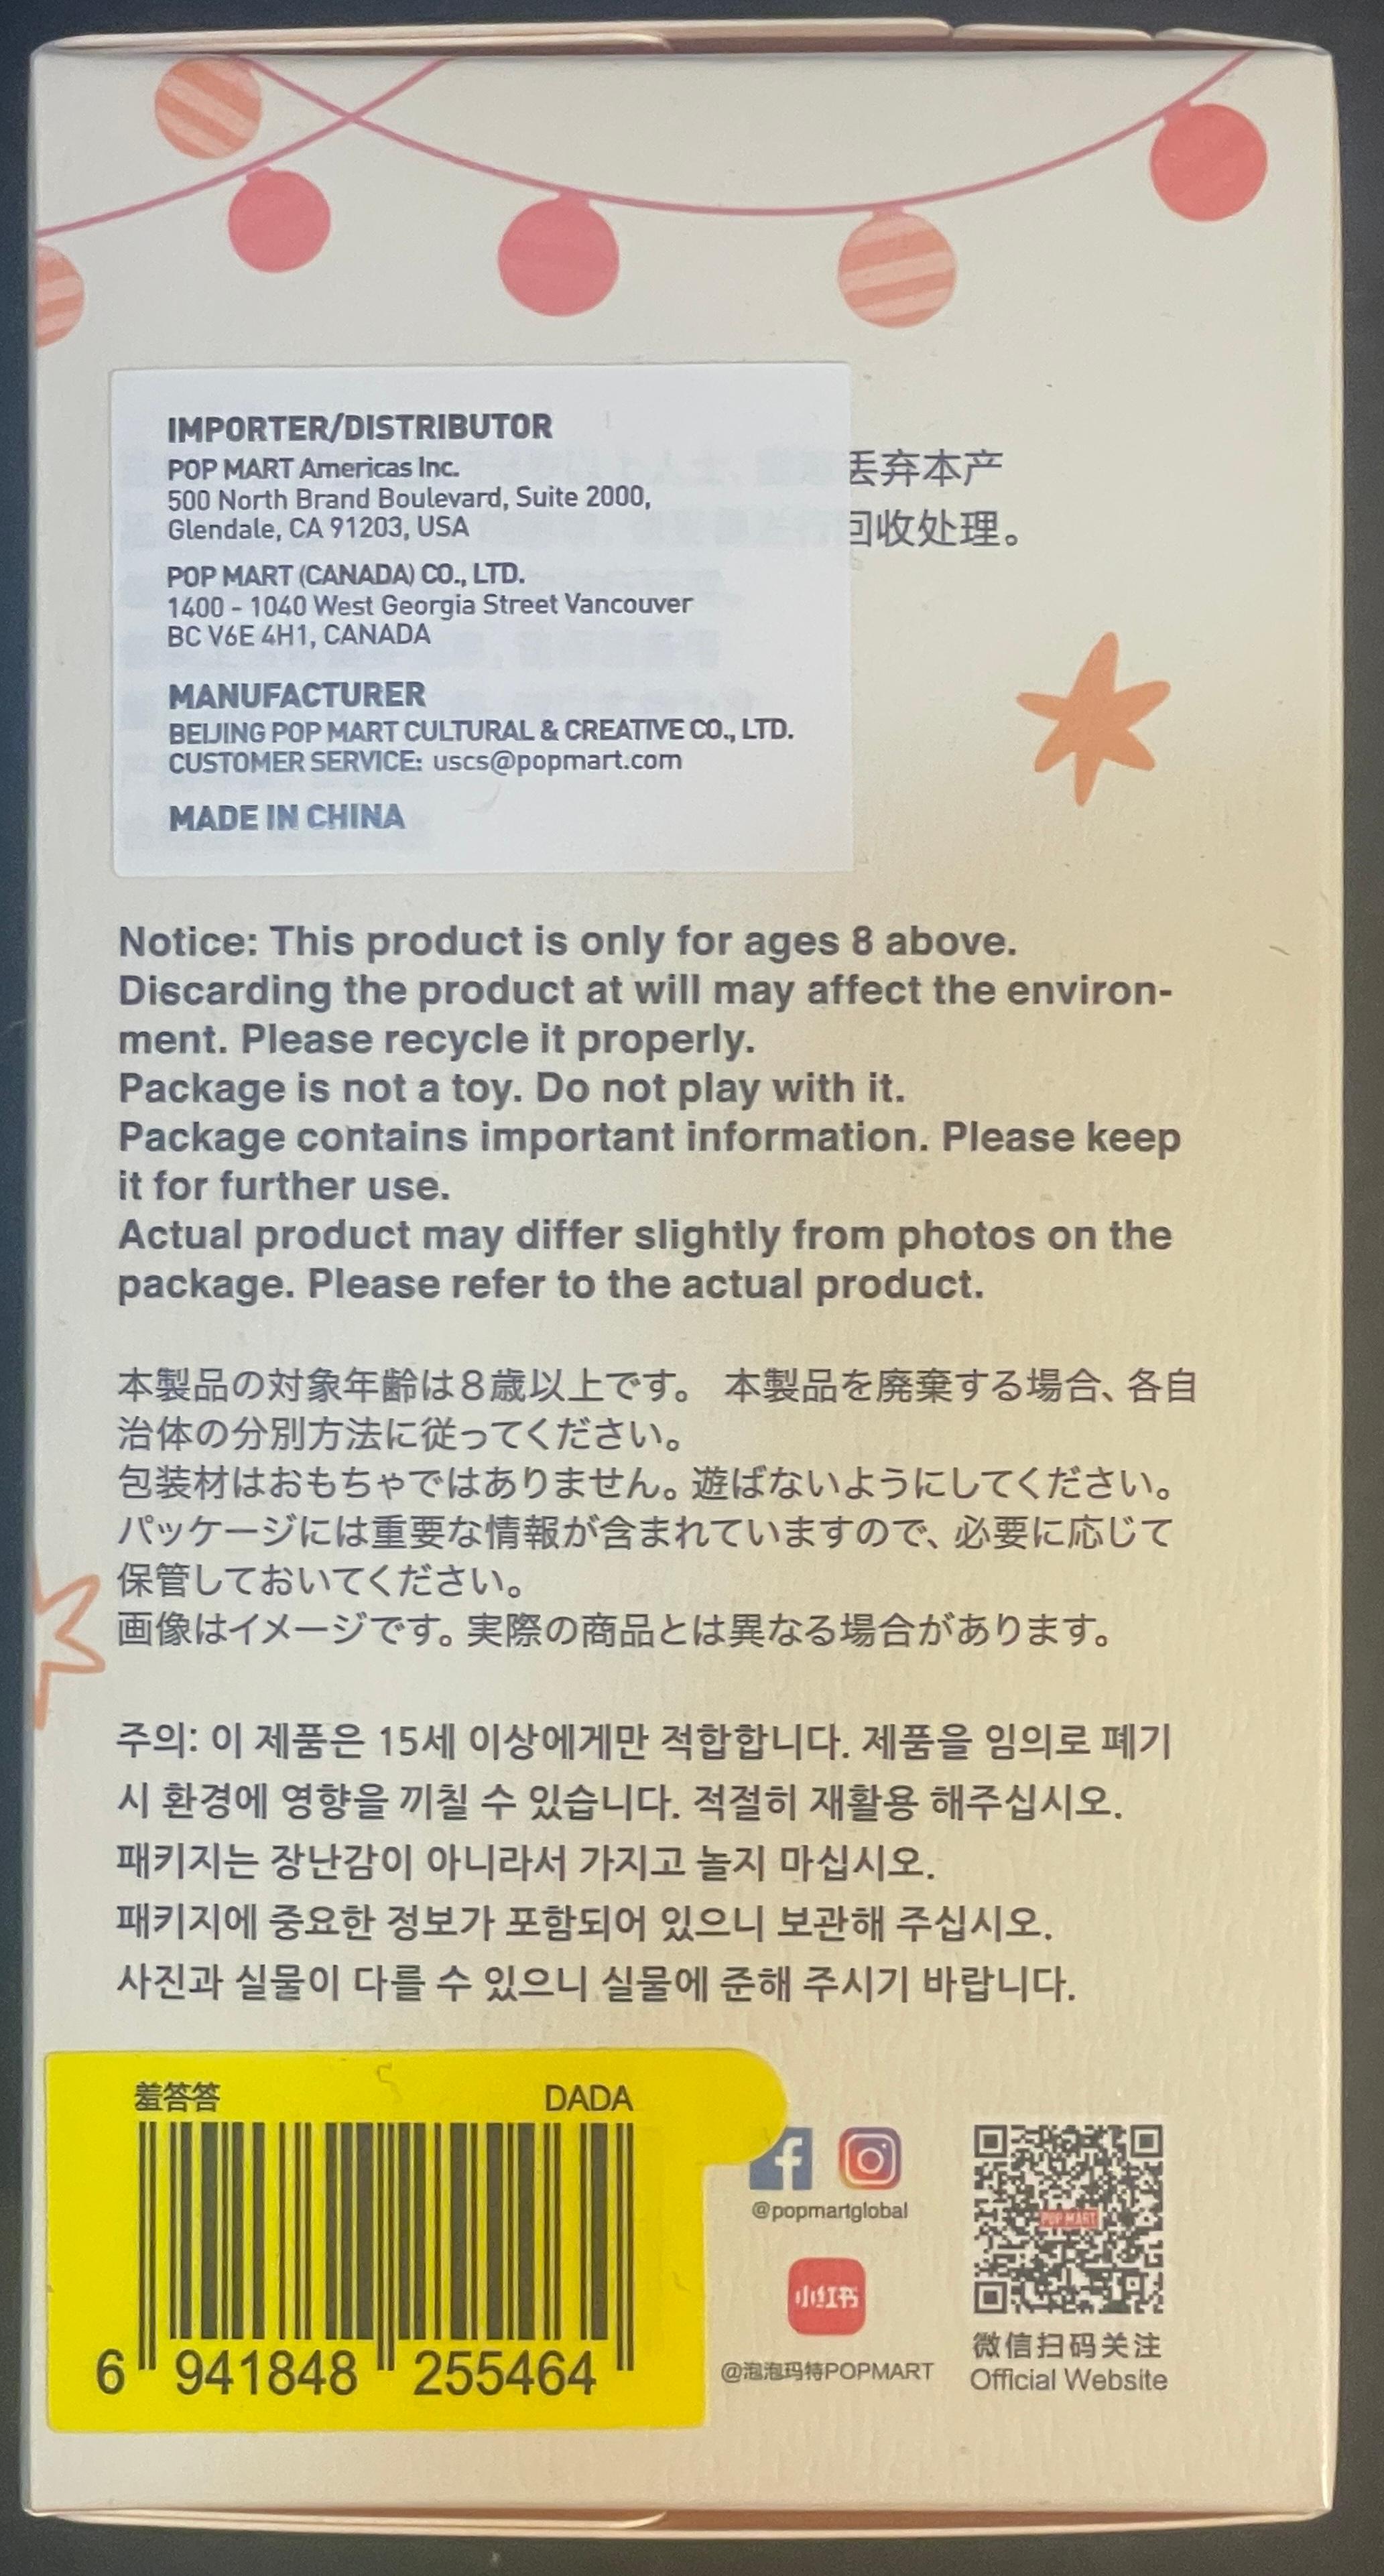 IMPORTER/DISTRIBUTOR
POP MART Americas Inc.
500 North Brand Boulevard, Suite 2000,
Glendale, CA 91203, USA
POP MART (CANADA) CO., LTD.
1400 - 1040 West Georgia Street Vancouver
BC V6E 4H1, CANADA
MANUFACTURER
BEIJING POP MART CULTURAL & CREATIVE CO., LTD.
CUSTOMER SERVICE: uscs@popmart.com
MADE IN CHINA
丢弃本产
回收处理。
Notice: This product is only for ages 8 above.
Discarding the product at will may affect the environ-
ment. Please recycle it properly.
Package is not a toy. Do not play with it.
Package contains important information. Please keep
it for further use.
Actual product may differ slightly from photos on the
package. Please refer to the actual product.
本製品の対象年齢は8歳以上です。 本製品を廃棄する場合、各自
治体の分別方法に従ってください。
包装材はおもちゃではありません。遊ばないようにしてください。
パッケージには重要な情報が含まれていますので、必要に応じて
保管しておいてください。
画像はイメージです。実際の商品とは異なる場合があります。
주의: 이 제품은 15세 이상에게만 적합합니다. 제품을 임의로 폐기
시 환경에 영향을 끼칠 수 있습니다. 적절히 재활용 해주십시오.
패키지는 장난감이 아니라서 가지고 놀지 마십시오.
패키지에 중요한 정보가 포함되어 있으니 보관해 주십시오.
사진과 실물이 다를 수 있으니 실물에 준해 주시기 바랍니다.
羞答答 DADA
6 941848 255464
@popmartglobal
小红书
@泡泡玛特POPMART
POP MART
微信扫码关注
Official Website